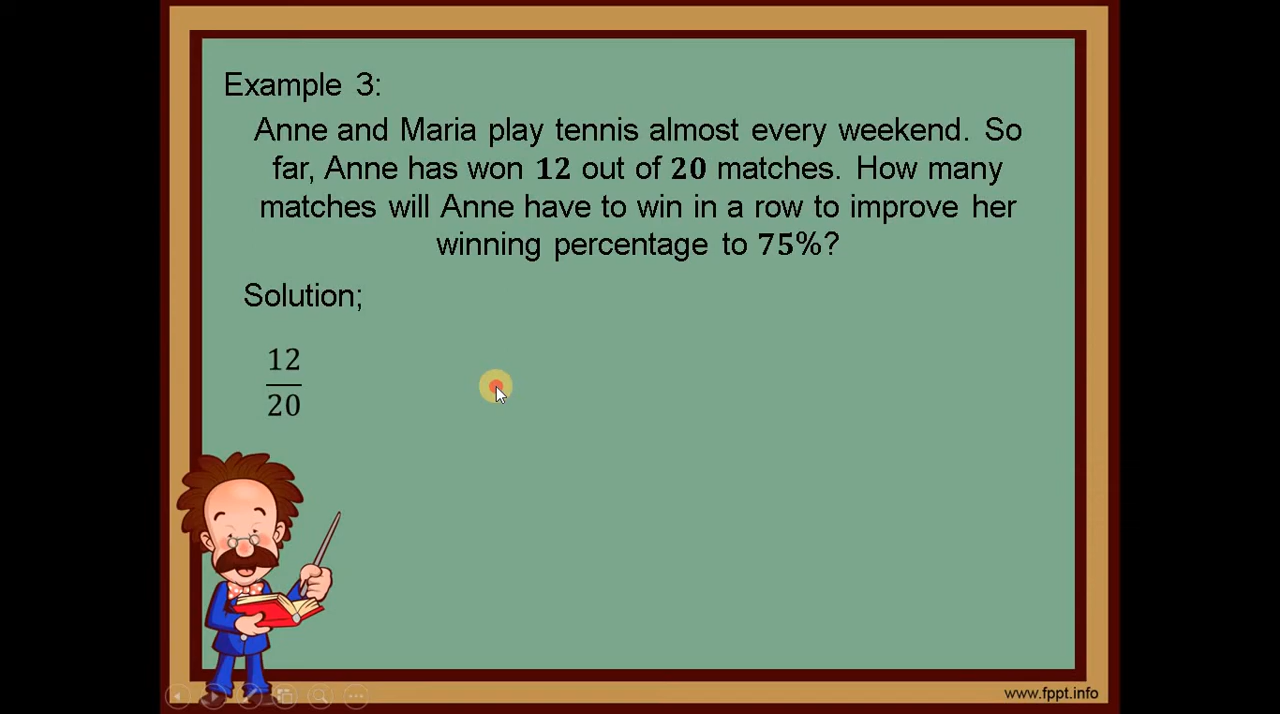 Example 3:
Anne and Maria play tennis almost every weekend. So
far, Anne has won 12 out of 20 matches. How many
matches will Anne have to win in a row to improve her
winning percentage to 75%?
Solution;
12
20
www.fppt.info